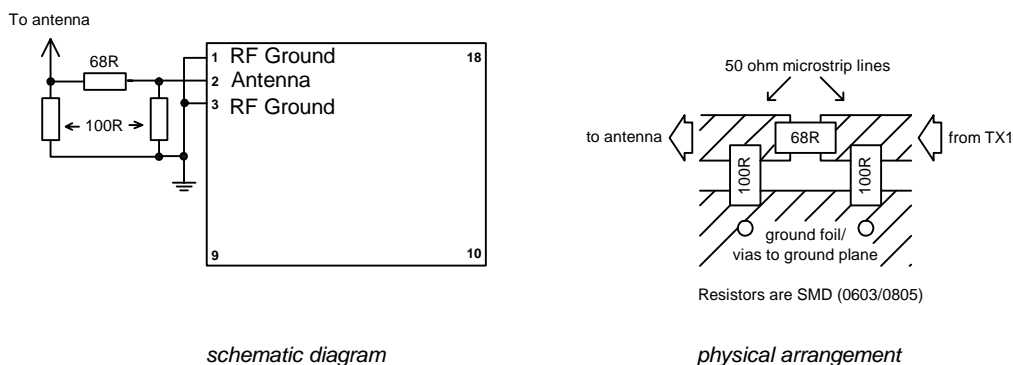 To antenna
68R
100R
1 RF Ground
2 Antenna
3 RF Ground
18
9
10
schematic diagram
50 ohm microstrip lines
to antenna
68R
from TX1
100R
100R
ground foil/
vias to ground plane
Resistors are SMD (0603/0805)
physical arrangement